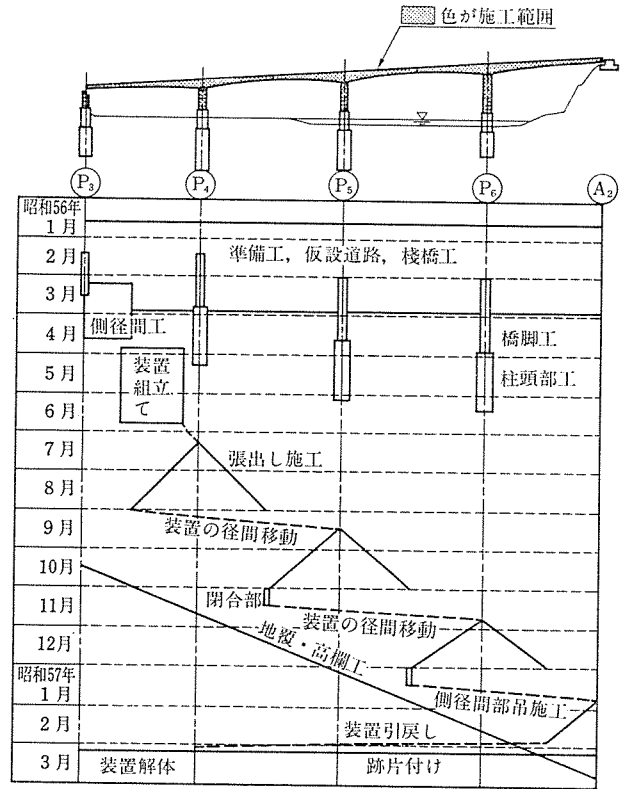 色が施工範囲
P₃ P₄ P₅ P₆ A₂
昭和56年
1月
2月
準備工，仮設道路，棧橋工
3月
側径間工
4月
橋脚工
装置
組立
て
5月
柱頭部工
6月
7月
張出し施工
8月
9月
装置の径間移動
10月
閉合部
11月
装置の径間移動
地覆・高欄工
12月
昭和57年
1月
側径間部吊施工
2月
装置引戻し
3月
装置解体
跡片付け